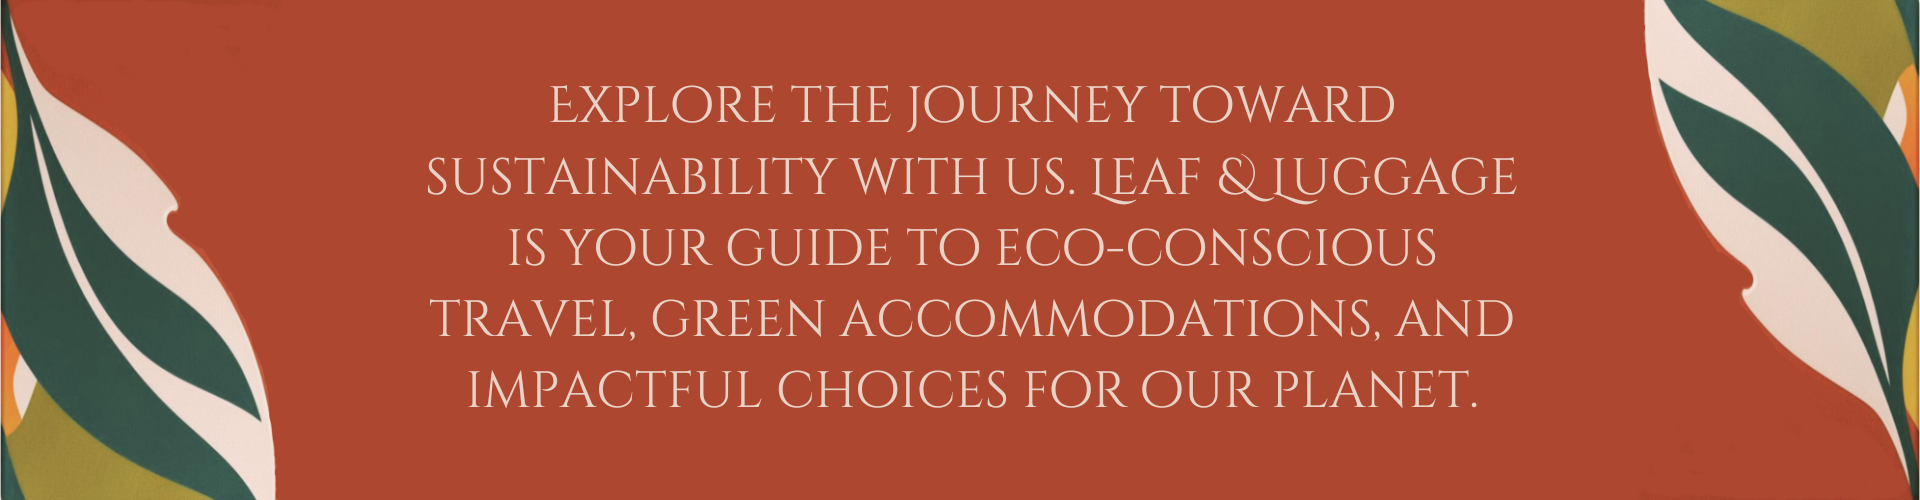 Explore the journey toward
sustainability with us. Leaf & Luggage
is your guide to eco-conscious
travel, green accommodations, and
impactful choices for our planet.